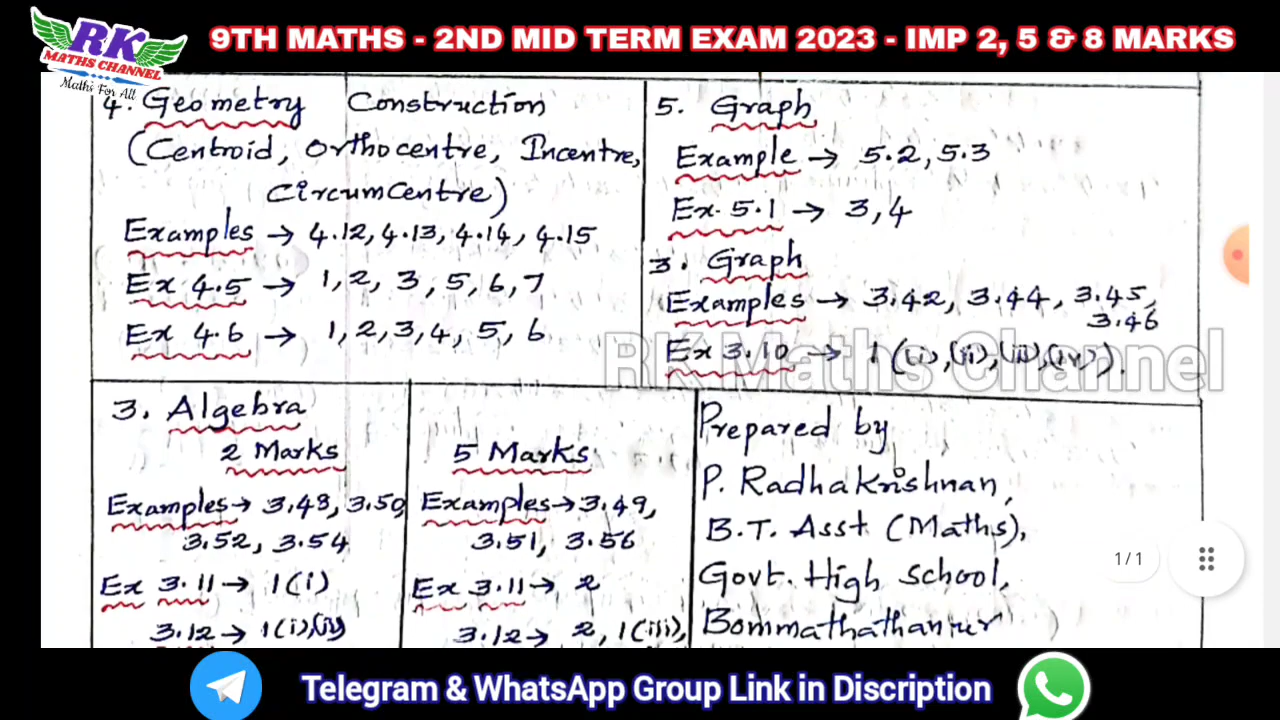 RK
MATHS CHANNEL
Maths For All
9TH MATHS - 2ND MID TERM EXAM 2023 - IMP 2, 5 & 8 MARKS
4. Geometry Construction
(Centroid, Orthocentre, Incentre,
CircumCentre)
Examples → 4.12, 4.13, 4.14, 4.15
Ex 4.5 → 1, 2, 3, 5, 6, 7
Ex 4.6 → 1, 2, 3, 4, 5, 6
5. Graph
Example → 5.2, 5.3
Ex. 5.1 → 3, 4
3. Graph
Examples → 3.42, 3.44, 3.45,
3.46
Ex 3.10 → 1 (i), (ii), (iii), (iv)).
RK Maths Channel
3. Algebra
2 Marks
Examples → 3.48, 3.50,
3.52, 3.54
Ex 3.11 → 1(i)
3.12 → 1(i),
5 Marks
Examples → 3.49,
3.51, 3.56
Ex 3.11 → 2
3.12 → 2, 1(iii),
Prepared by
P. Radhakrishnan,
B.T. Asst (Maths),
Govt. High School,
1/1
Telegram & WhatsApp Group Link in Discription